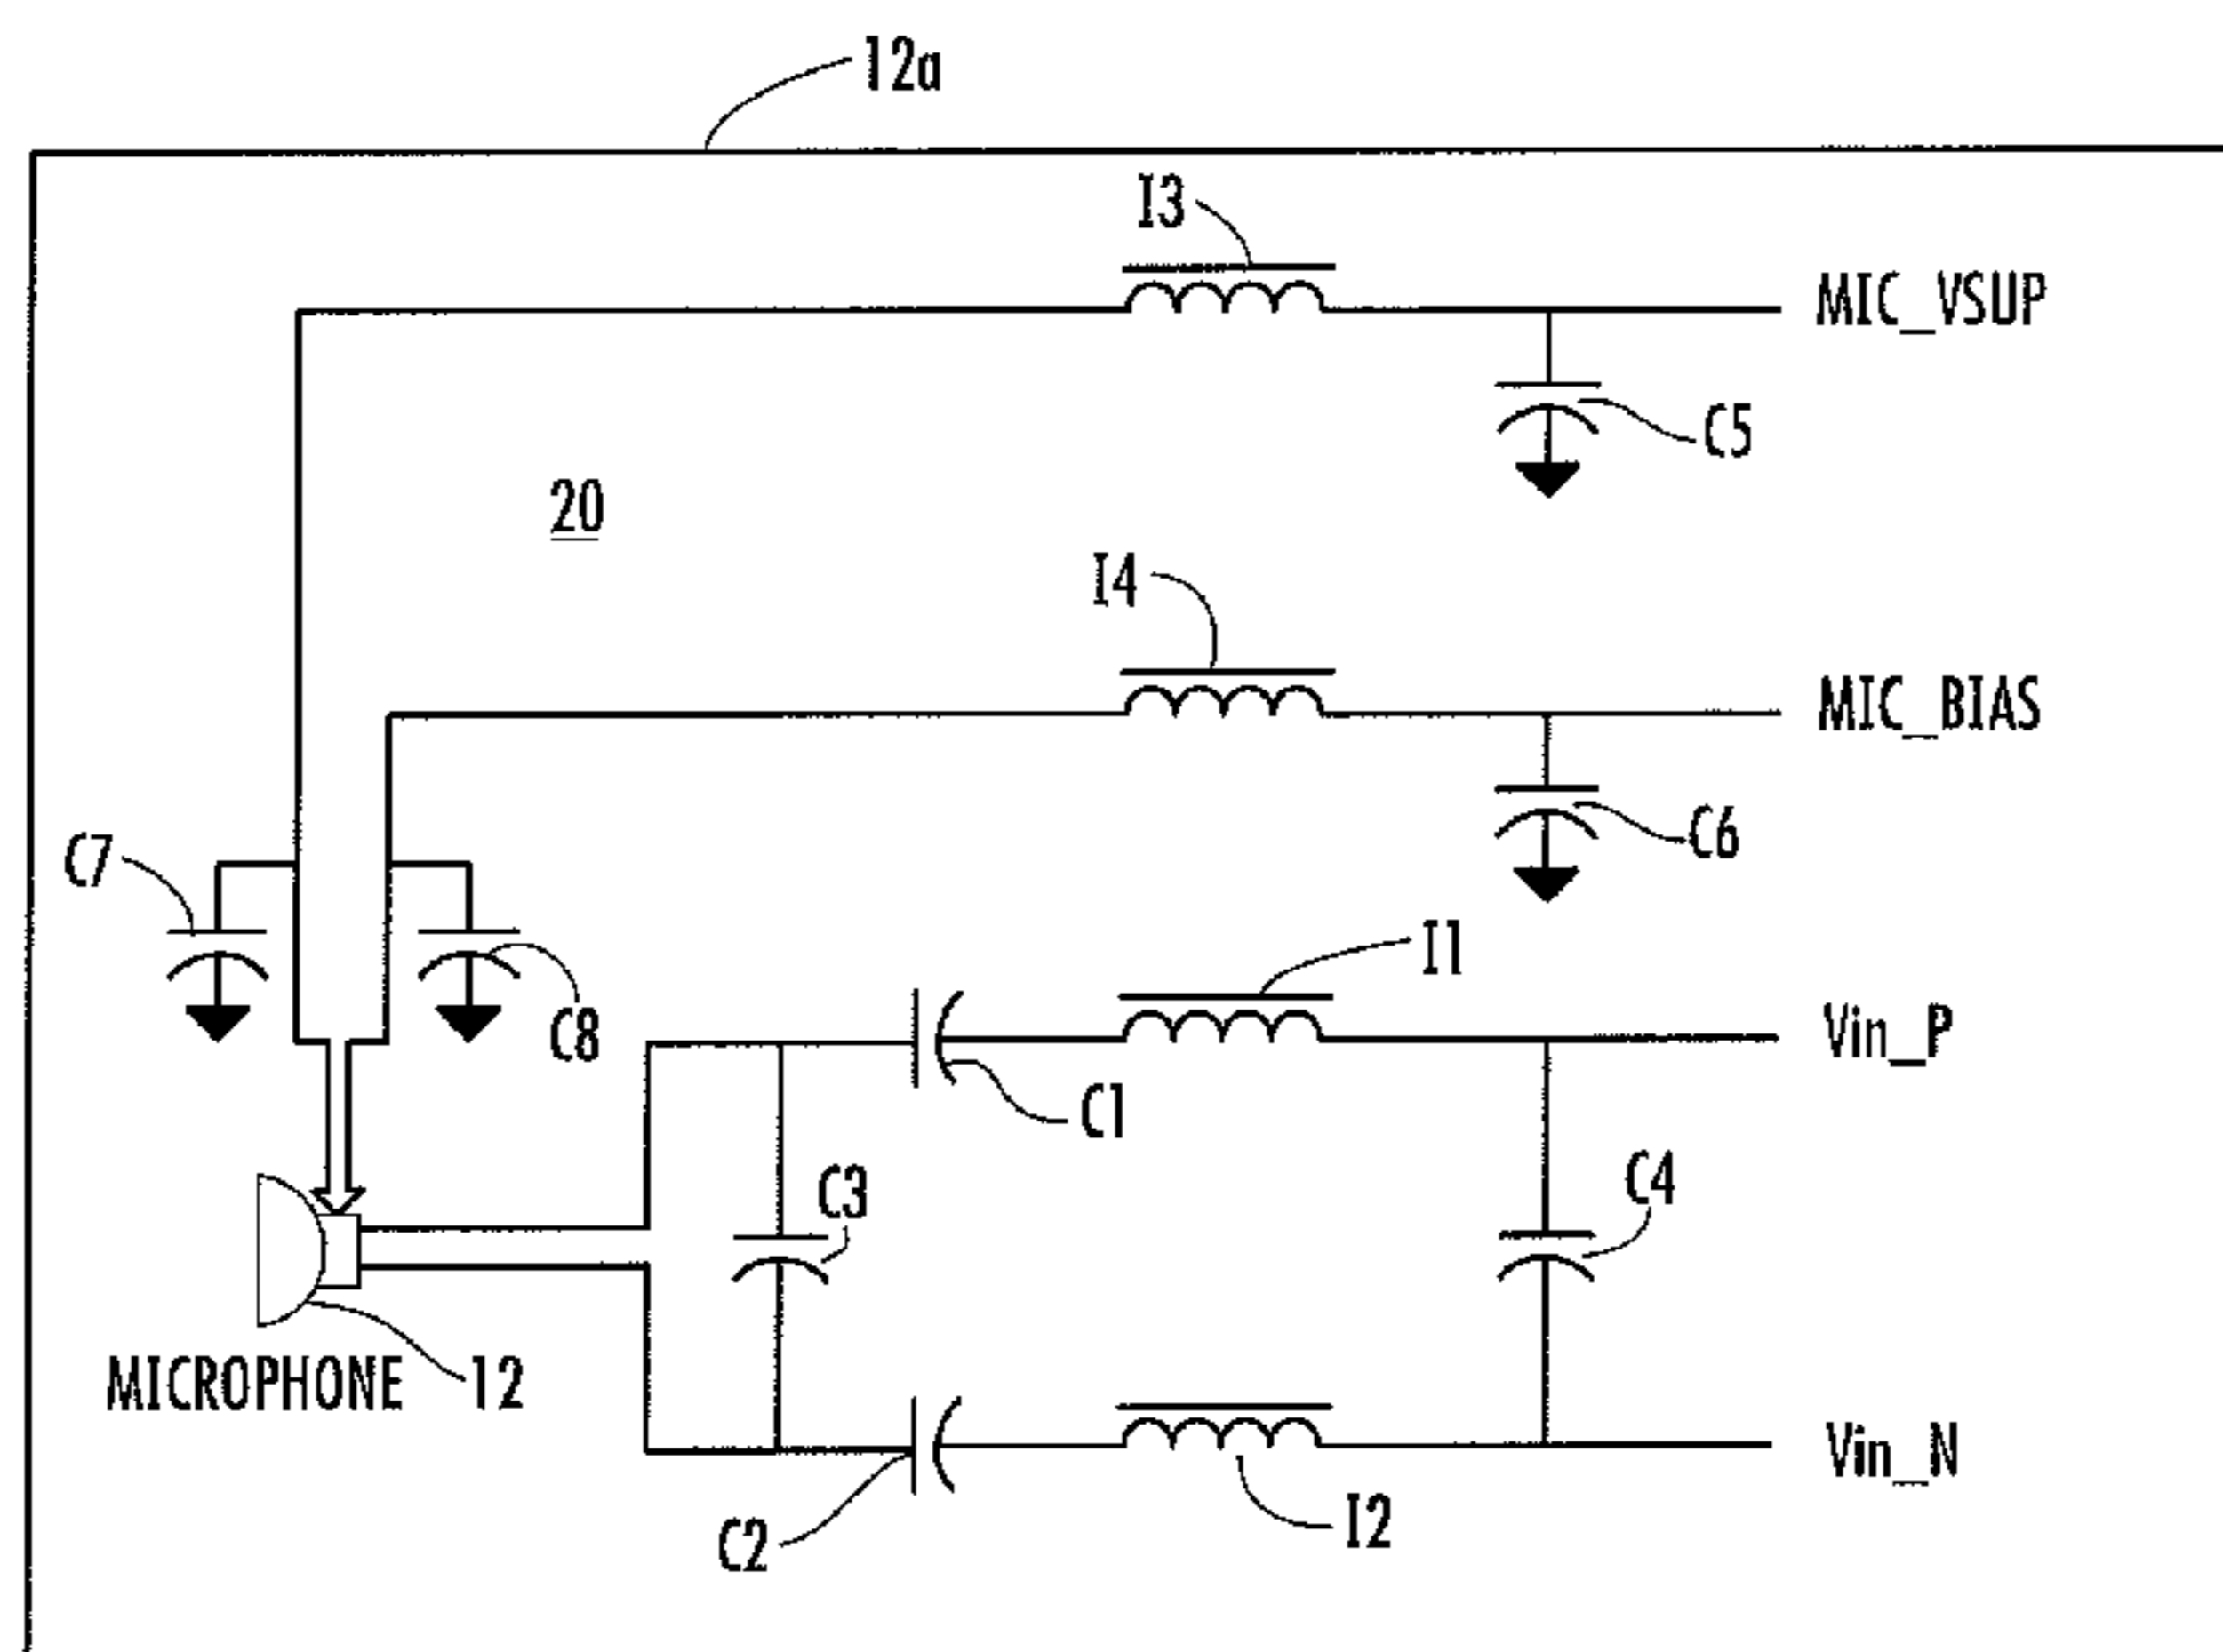 12a
I3
MIC_VSUP
C5
20
I4
MIC_BIAS
C6
C7
C8
I1
Vin_P
C1
C3
C4
MICROPHONE
12
Vin_N
C2
I2